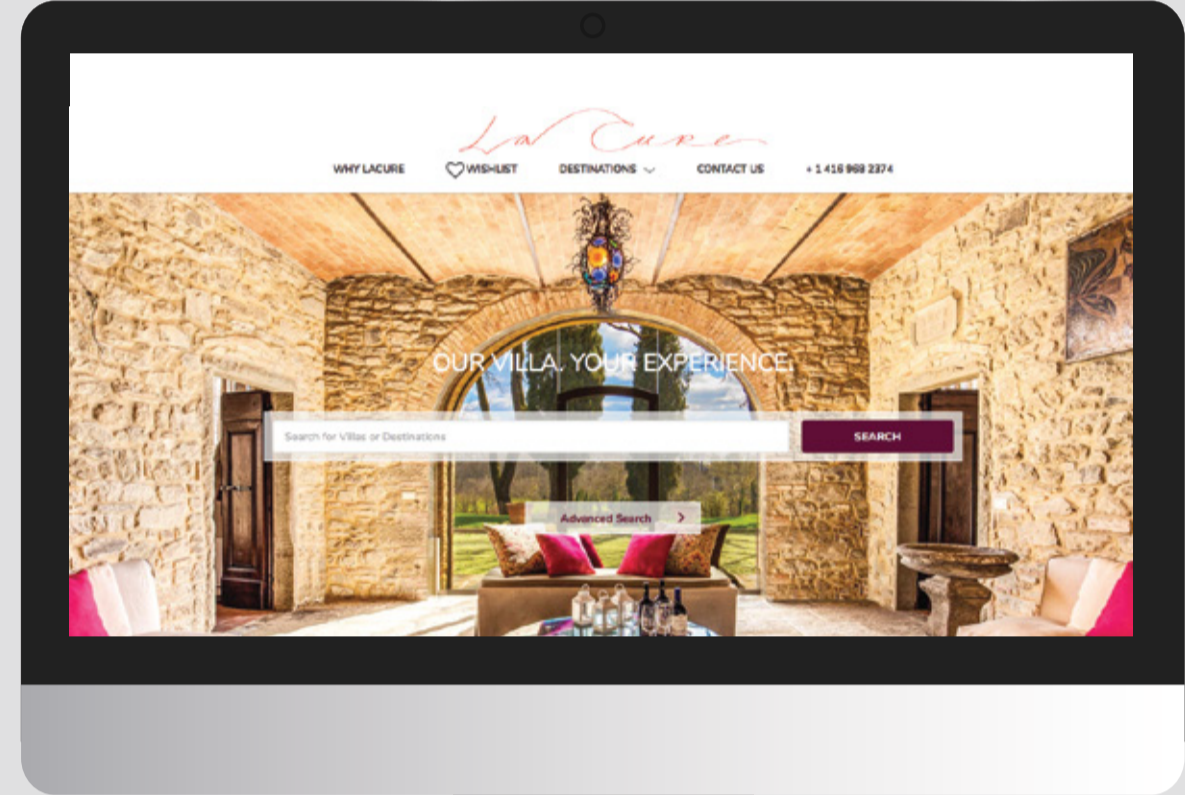 La Cure
WHY LACURE WISHLIST DESTINATIONS CONTACT US + 1 416 968 2374
OUR VILLA. YOUR EXPERIENCE.
Search for Villas or Destinations SEARCH
Advanced Search